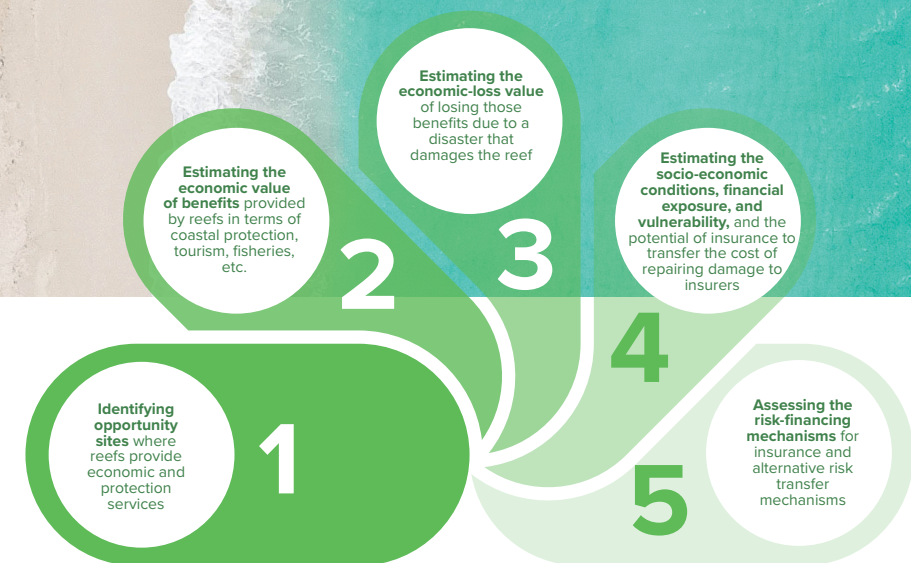 Identifying
opportunity
sites where
reefs provide
economic and
protection
services
1
Estimating the
economic value
of benefits provided
by reefs in terms of
coastal protection,
tourism, fisheries,
etc.
2
Estimating the
economic-loss value
of losing those
benefits due to a
disaster that
damages the reef
3
Estimating the
socio-economic
conditions, financial
exposure, and
vulnerability, and the
potential of insurance to
transfer the cost of
repairing damage to
insurers
4
Assessing the
risk-financing
mechanisms for
insurance and
alternative risk
transfer
mechanisms
5